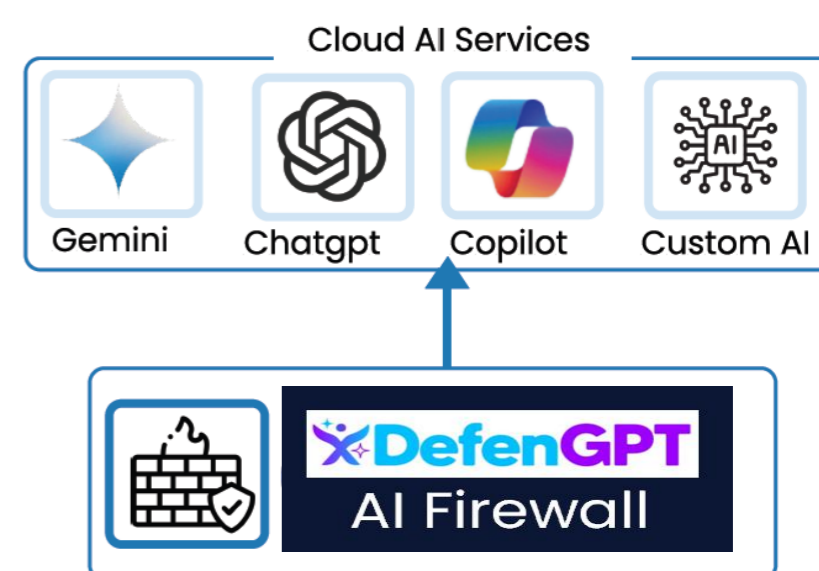 Cloud AI Services
AI
Gemini
Chatgpt
Copilot
Custom AI
DefenGPT
AI Firewall